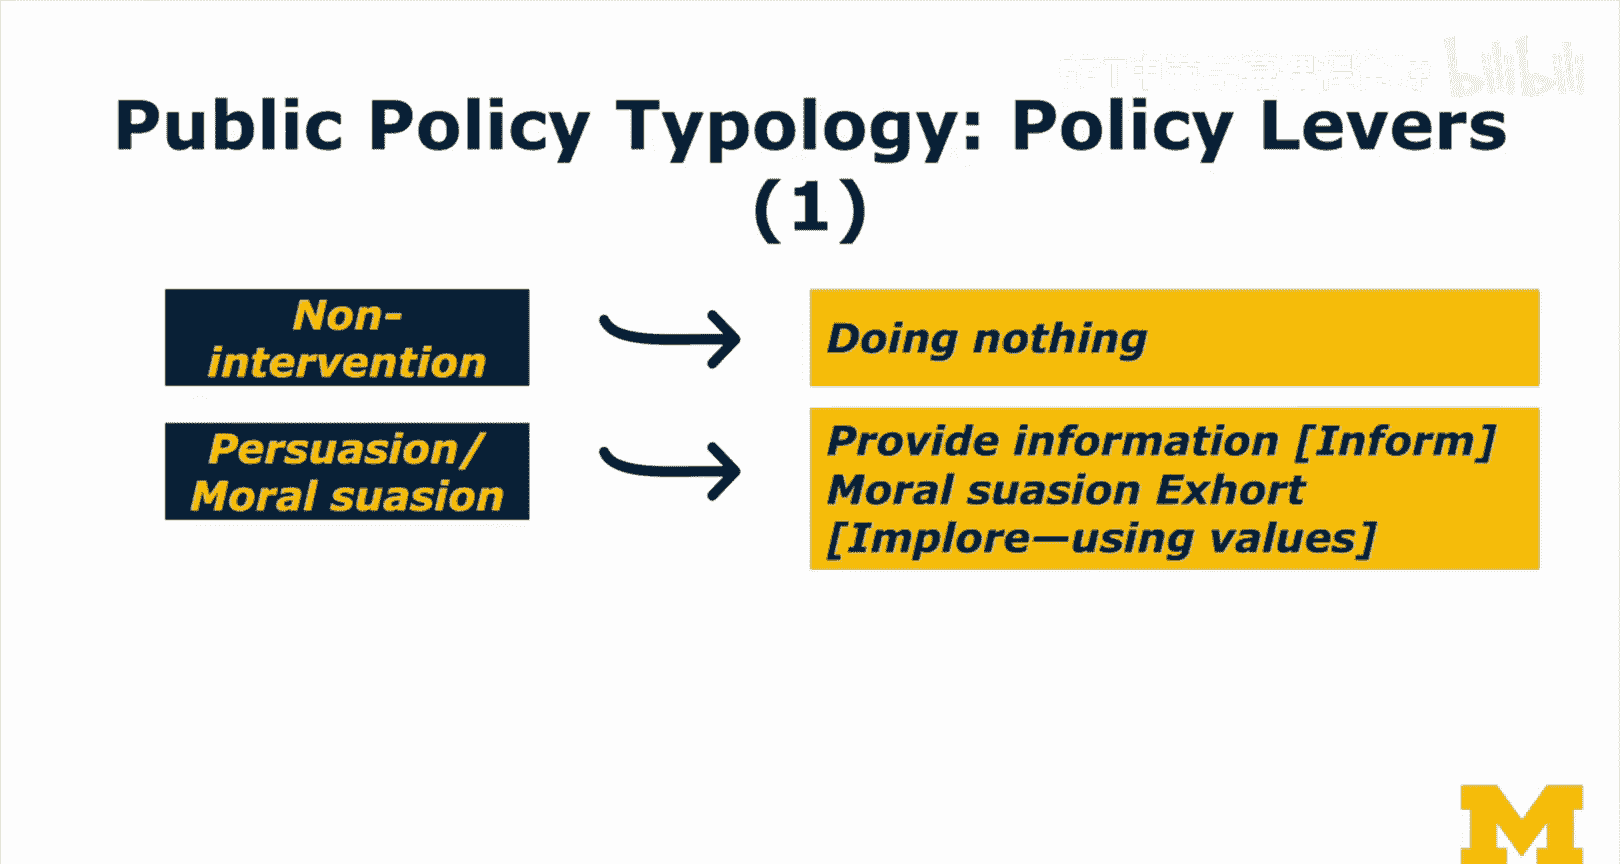 bilibili
Public Policy Typology: Policy Levers
(1)
Non-
intervention
Doing nothing
Persuasion/
Moral suasion
Provide information [Inform]
Moral suasion Exhort
[Implore—using values]
M